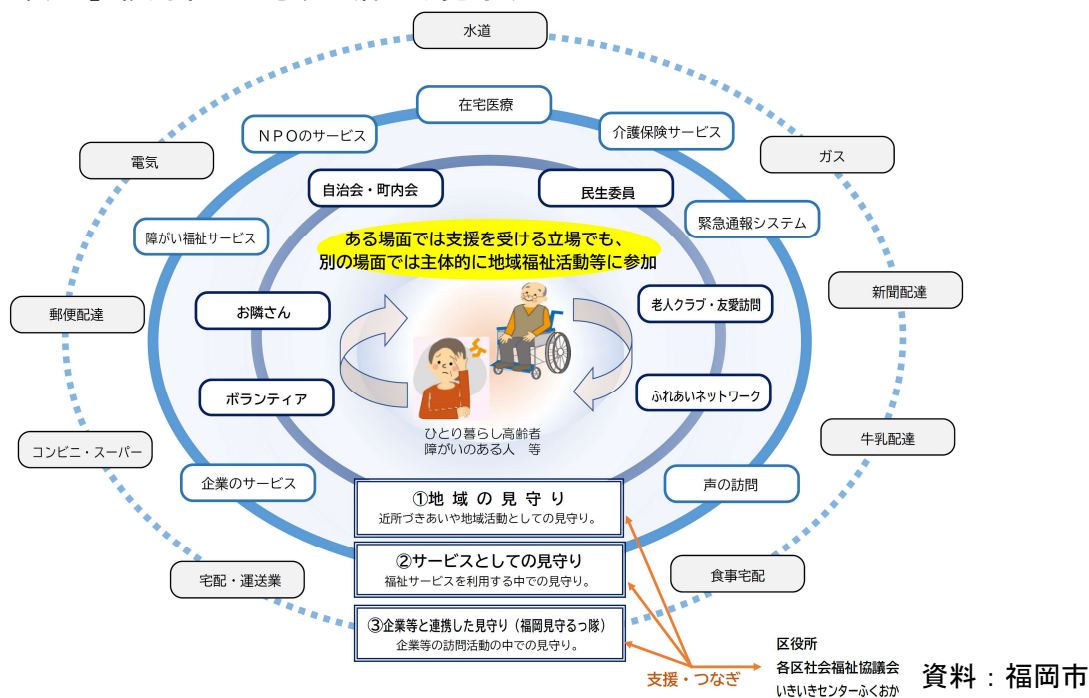 水道
在宅医療
NPOのサービス
介護保険サービス
電気
ガス
自治会・町内会
民生委員
障がい福祉サービス
緊急通報システム
ある場面では支援を受ける立場でも、
別の場面では主体的に地域福祉活動等に参加
郵便配達
お隣さん
老人クラブ・友愛訪問
新聞配達
ボランティア
ふれあいネットワーク
ひとり暮らし高齢者
障がいのある人 等
コンビニ・スーパー
牛乳配達
企業のサービス
声の訪問
①地域の見守り
近所づきあいや地域活動としての見守り。
②サービスとしての見守り
福祉サービスを利用する中での見守り。
宅配・運送業
食事宅配
③企業等と連携した見守り(福岡見守るっ隊)
企業等の訪問活動の中での見守り。
支援・つなぎ
区役所
各区社会福祉協議会
いきいきセンターふくおか
資料：福岡市